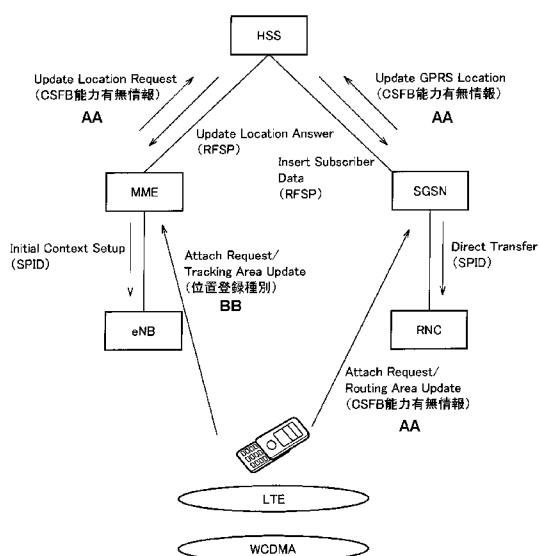 HSS
Update Location Request
(CSFB能力有無情報)
AA
Update GPRS Location
(CSFB能力有無情報)
AA
Update Location Answer
(RFSP)
Insert Subscriber
Data
(RFSP)
MME
SGSN
Initial Context Setup
(SPID)
Attach Request/
Tracking Area Update
(位置登録種別)
BB
Direct Transfer
(SPID)
eNB
RNC
Attach Request/
Routing Area Update
(CSFB能力有無情報)
AA
LTE
WCDMA